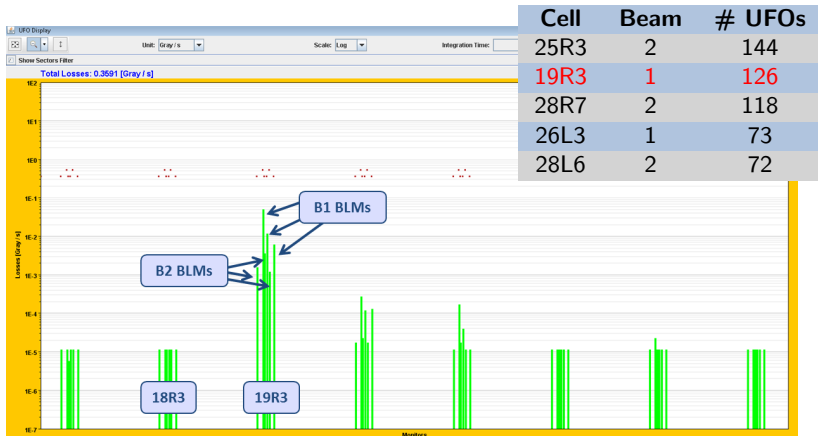 UFO Display
Unit: Gray / s Scale: Log Integration Time:
Show Sectors Filter
Total Losses: 0.3591 [Gray / s]
Cell Beam # UFOs
25R3 2 144
19R3 1 126
28R7 2 118
26L3 1 73
28L6 2 72
1E2
1E1
1E0
1E-1
1E-2
1E-3
1E-4
1E-5
1E-6
1E-7
Losses [Gray / s]
B1 BLMs
B2 BLMs
18R3 19R3
Monitors